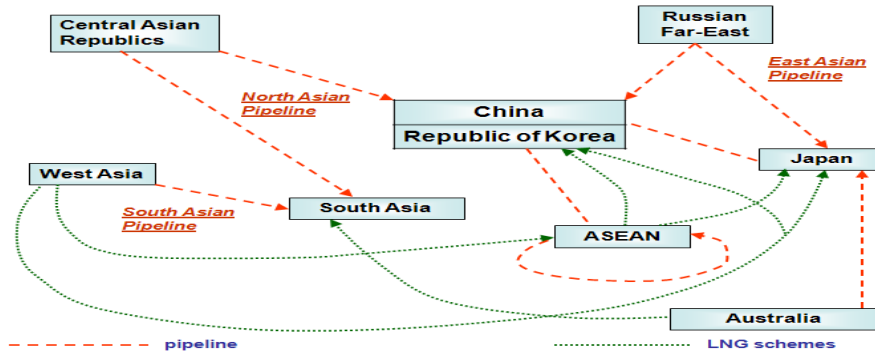 Central Asian
Republics
Russian
Far-East
East Asian
Pipeline
North Asian
Pipeline
China
Republic of Korea
Japan
West Asia
South Asia
South Asian
Pipeline
ASEAN
Australia
pipeline
LNG schemes